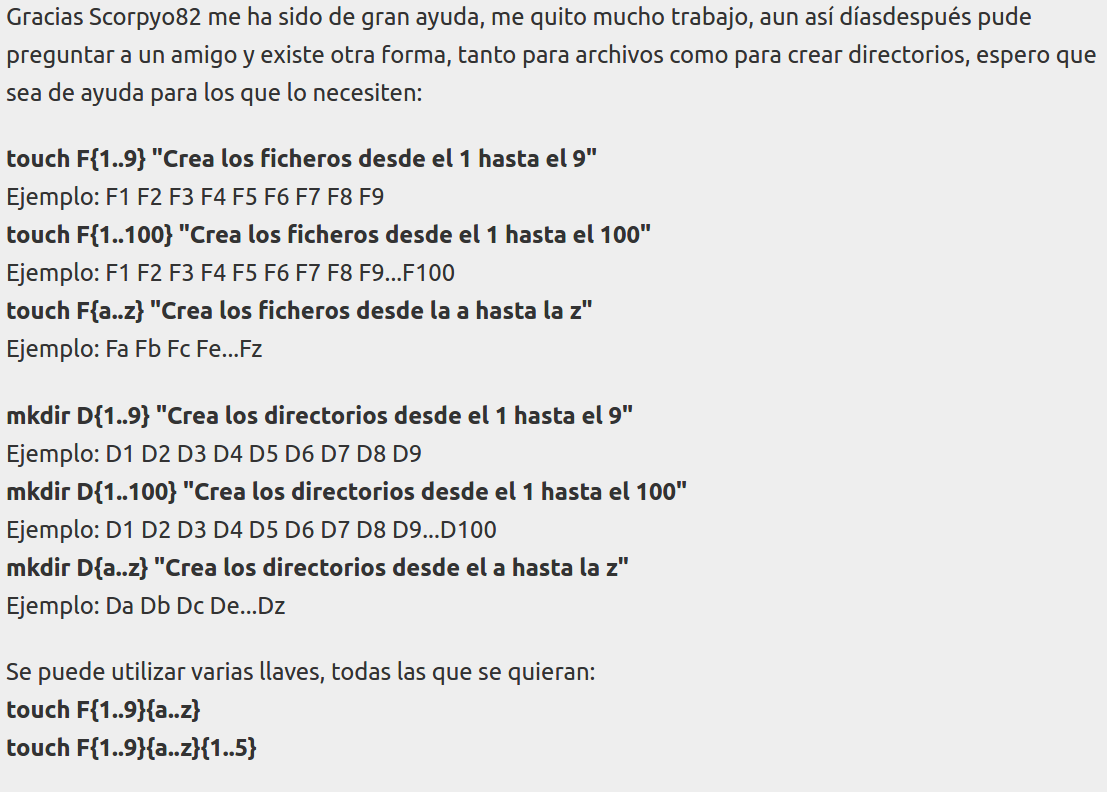 Gracias Scorpyo82 me ha sido de gran ayuda, me quito mucho trabajo, aun así díasdespués pude
preguntar a un amigo y existe otra forma, tanto para archivos como para crear directorios, espero que
sea de ayuda para los que lo necesiten:
touch F{1..9} "Crea los ficheros desde el 1 hasta el 9"
Ejemplo: F1 F2 F3 F4 F5 F6 F7 F8 F9
touch F{1..100} "Crea los ficheros desde el 1 hasta el 100"
Ejemplo: F1 F2 F3 F4 F5 F6 F7 F8 F9...F100
touch F{a..z} "Crea los ficheros desde la a hasta la z"
Ejemplo: Fa Fb Fc Fe...Fz
mkdir D{1..9} "Crea los directorios desde el 1 hasta el 9"
Ejemplo: D1 D2 D3 D4 D5 D6 D7 D8 D9
mkdir D{1..100} "Crea los directorios desde el 1 hasta el 100"
Ejemplo: D1 D2 D3 D4 D5 D6 D7 D8 D9...D100
mkdir D{a..z} "Crea los directorios desde el a hasta la z"
Ejemplo: Da Db Dc De...Dz
Se puede utilizar varias llaves, todas las que se quieran:
touch F{1..9}{a..z}
touch F{1..9}{a..z}{1..5}